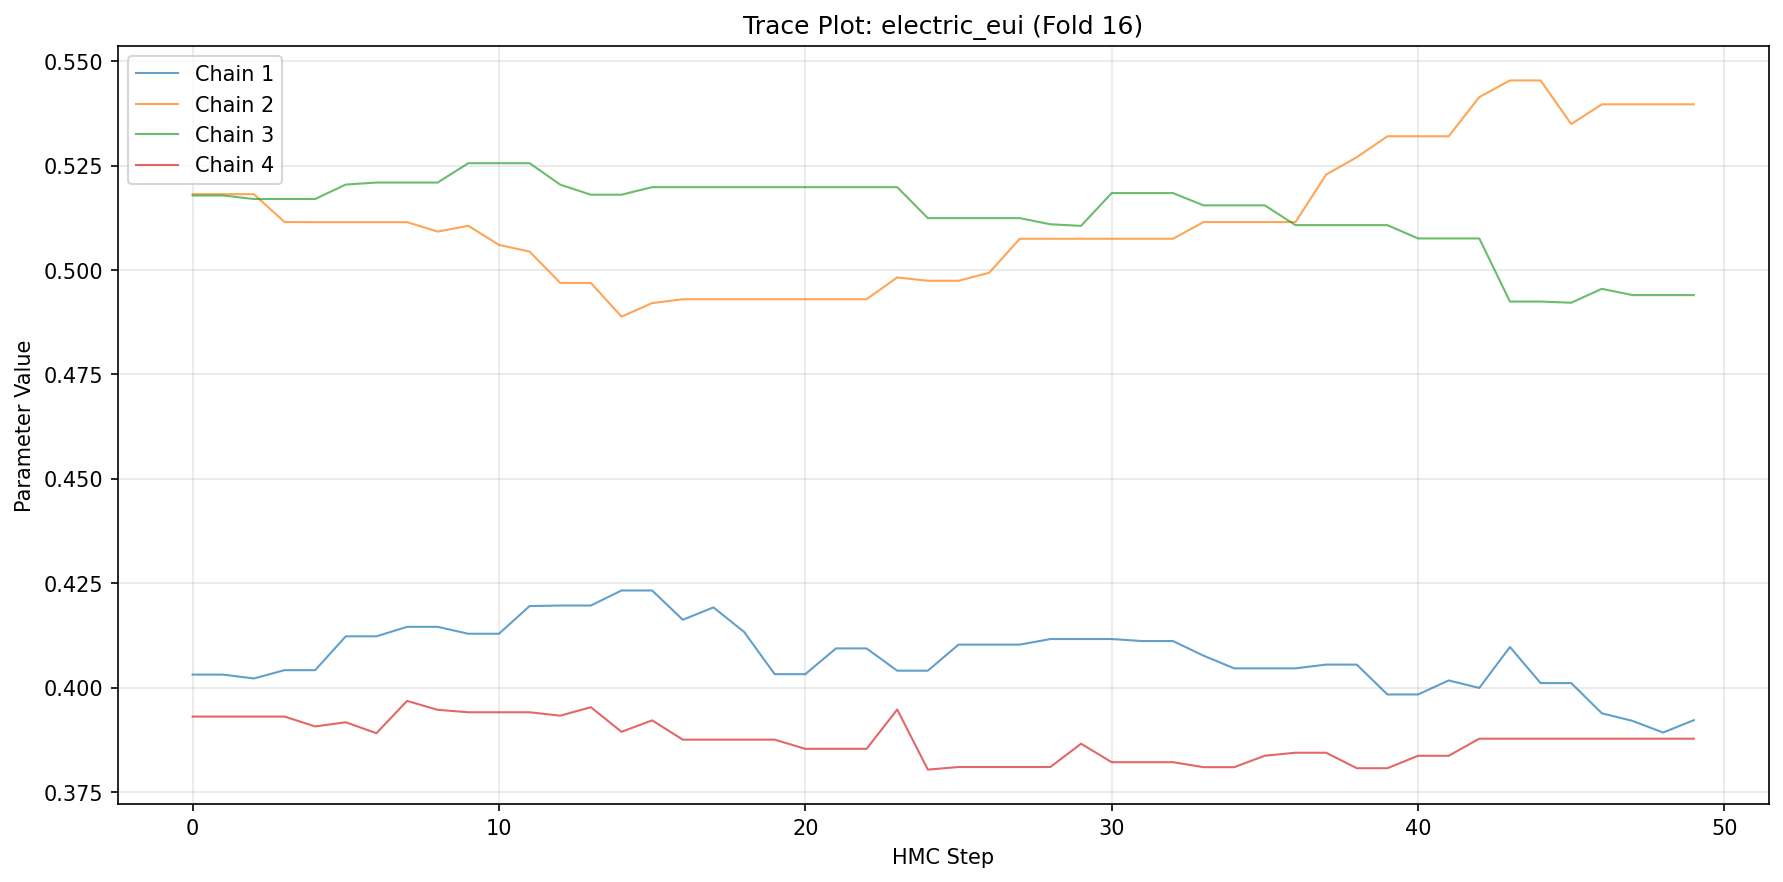 Trace Plot: electric_eui (Fold 16)
Chain 1
Chain 2
Chain 3
Chain 4
0.550
0.525
0.500
0.475
0.450
0.425
0.400
0.375
Parameter Value
0 10 20 30 40 50
HMC Step